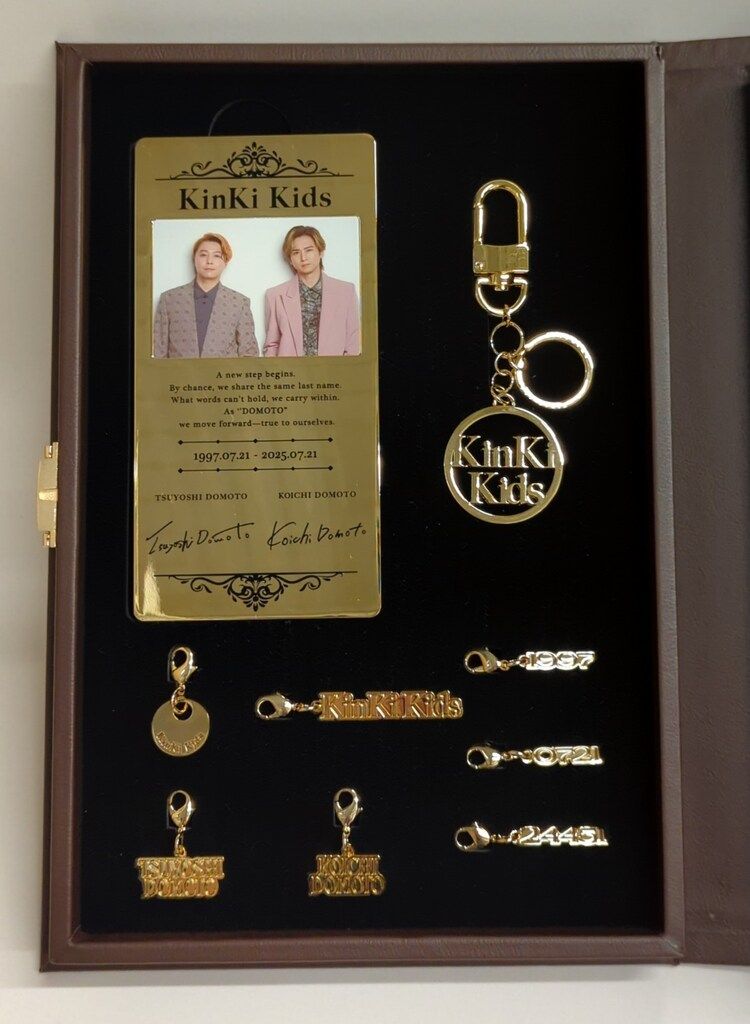 KinKi Kids
A new step begins.
By chance, we share the same last name.
What words can't hold, we carry within.
As "DOMOTO"
we move forward—true to ourselves.
1997.07.21 - 2025.07.21
TSUYOSHI DOMOTO KOICHI DOMOTO
Tsuyoshi Domoto Koichi Domoto
KinKi
Kids
KinKi Kids
KinKi Kids
1997
0721
24451
TSUYOSHI
DOMOTO
KOICHI
DOMOTO